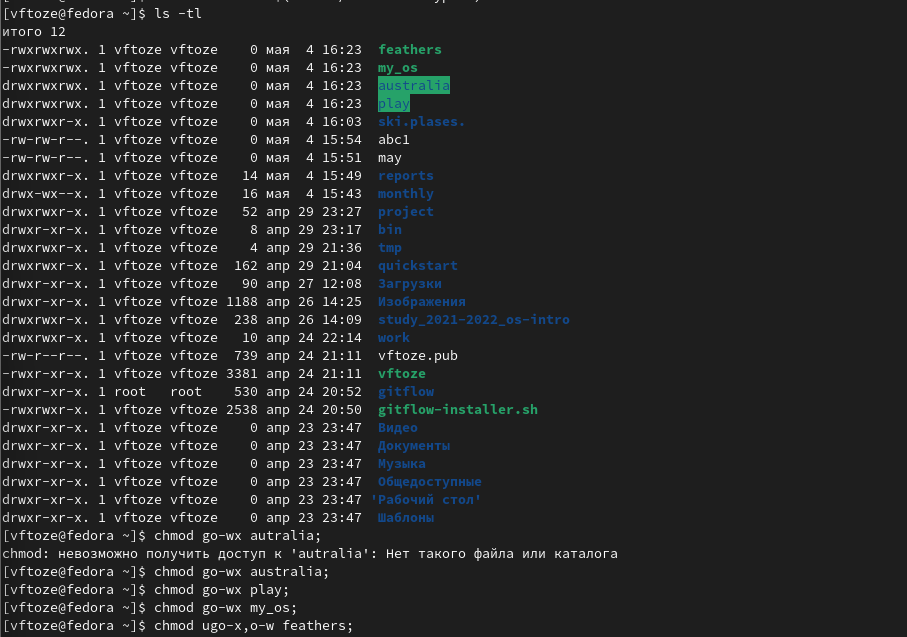 [vftoze@fedora ~]$ ls -tl
итого 12
-rwxrwxrwx. 1 vftoze vftoze    0 мая  4 16:23  feathers
-rwxrwxrwx. 1 vftoze vftoze    0 мая  4 16:23  my_os
drwxrwxrwx. 1 vftoze vftoze    0 мая  4 16:23  australia
drwxrwxrwx. 1 vftoze vftoze    0 мая  4 16:23  play
drwxrwxr-x. 1 vftoze vftoze    0 мая  4 16:03  ski.plases.
-rw-rw-r--. 1 vftoze vftoze    0 мая  4 15:54  abc1
-rw-rw-r--. 1 vftoze vftoze    0 мая  4 15:51  may
drwxrwxr-x. 1 vftoze vftoze   14 мая  4 15:49  reports
drwx-wx--x. 1 vftoze vftoze   16 мая  4 15:43  monthly
drwxrwxr-x. 1 vftoze vftoze   52 апр 29 23:27  project
drwxr-xr-x. 1 vftoze vftoze    8 апр 29 23:17  bin
drwxrwxr-x. 1 vftoze vftoze    4 апр 29 21:36  tmp
drwxrwxr-x. 1 vftoze vftoze  162 апр 29 21:04  quickstart
drwxr-xr-x. 1 vftoze vftoze   90 апр 27 12:08  Загрузки
drwxr-xr-x. 1 vftoze vftoze 1188 апр 26 14:25  Изображения
drwxrwxr-x. 1 vftoze vftoze  238 апр 26 14:09  study_2021-2022_os-intro
drwxrwxr-x. 1 vftoze vftoze   10 апр 24 22:14  work
-rw-r--r--. 1 vftoze vftoze  739 апр 24 21:11  vftoze.pub
-rwxr-xr-x. 1 vftoze vftoze 3381 апр 24 21:11  vftoze
drwxr-xr-x. 1 root   root    530 апр 24 20:52  gitflow
-rwxrwxr-x. 1 vftoze vftoze 2538 апр 24 20:50  gitflow-installer.sh
drwxr-xr-x. 1 vftoze vftoze    0 апр 23 23:47  Видео
drwxr-xr-x. 1 vftoze vftoze    0 апр 23 23:47  Документы
drwxr-xr-x. 1 vftoze vftoze    0 апр 23 23:47  Музыка
drwxr-xr-x. 1 vftoze vftoze    0 апр 23 23:47  Общедоступные
drwxr-xr-x. 1 vftoze vftoze    0 апр 23 23:47 'Рабочий стол'
drwxr-xr-x. 1 vftoze vftoze    0 апр 23 23:47  Шаблоны
[vftoze@fedora ~]$ chmod go-wx autralia;
chmod: невозможно получить доступ к 'autralia': Нет такого файла или каталога
[vftoze@fedora ~]$ chmod go-wx australia;
[vftoze@fedora ~]$ chmod go-wx play;
[vftoze@fedora ~]$ chmod go-wx my_os;
[vftoze@fedora ~]$ chmod ugo-x,o-w feathers;